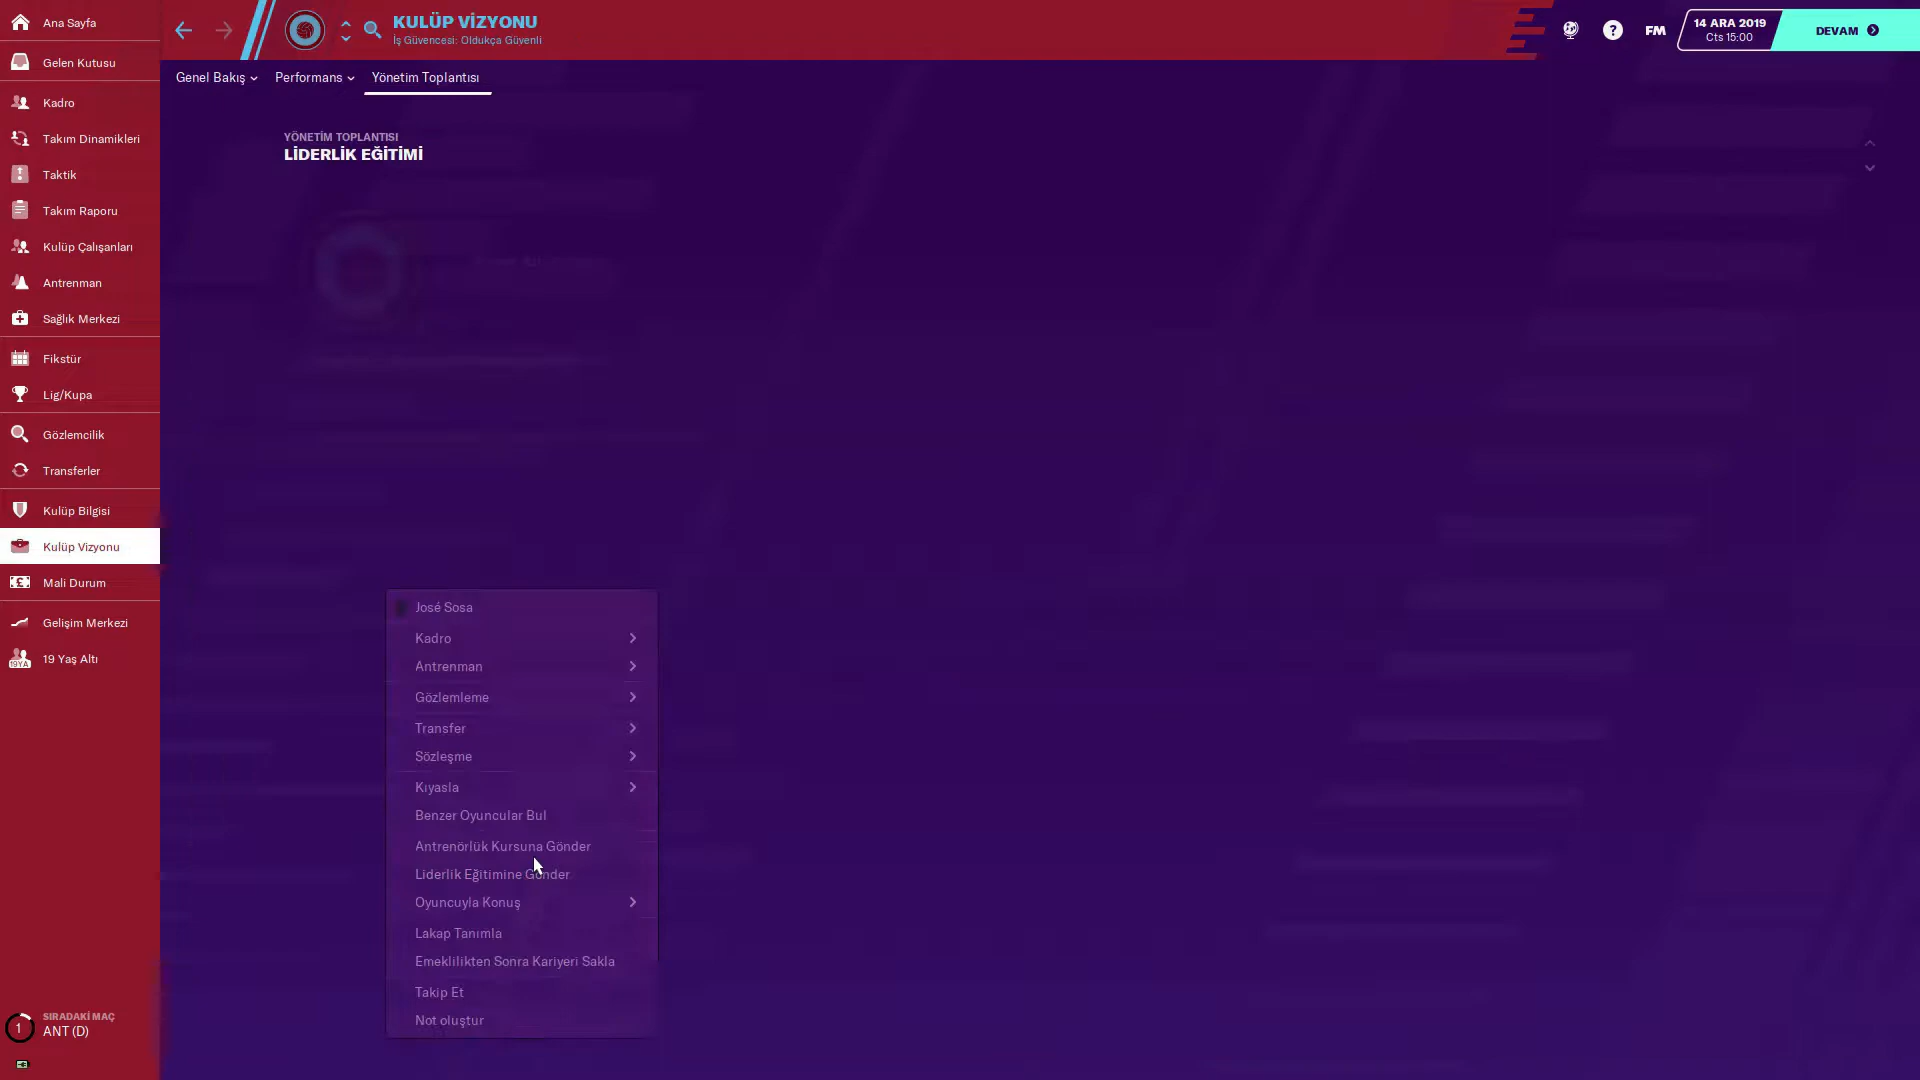 Ana Sayfa
Gelen Kutusu
Kadro
Takım Dinamikleri
Taktik
Takım Raporu
Kulüp Çalışanları
Antrenman
Sağlık Merkezi
Fikstür
Lig/Kupa
Gözlemcilik
Transferler
Kulüp Bilgisi
Kulüp Vizyonu
Mali Durum
Gelişim Merkezi
19YA
19 Yaş Altı
SIRADAKİ MAÇ
1
ANT (D)
KULÜP VİZYONU
İş Güvencesi: Oldukça Güvenli
?
FM
14 ARA 2019
Cts 15:00
DEVAM
Genel Bakış
Performans
Yönetim Toplantısı
YÖNETİM TOPLANTISI
LİDERLİK EĞİTİMİ
José Sosa
Kadro
Antrenman
Gözlemleme
Transfer
Sözleşme
Kıyasla
Benzer Oyuncular Bul
Antrenörlük Kursuna Gönder
Liderlik Eğitimine Gönder
Oyuncuyla Konuş
Lakap Tanımla
Emeklilikten Sonra Kariyeri Sakla
Takip Et
Not oluştur